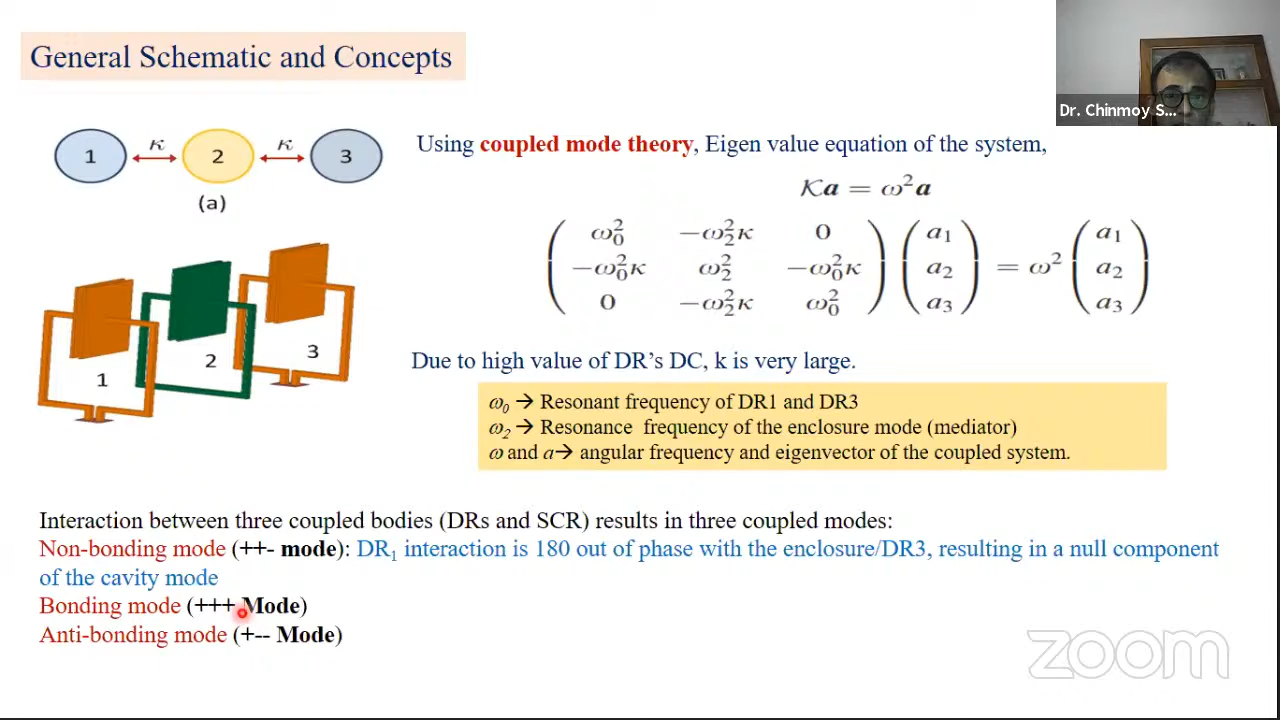 General Schematic and Concepts
Dr. Chinmoy S...
1 κ 2 κ 3
(a)
1 2 3
Using coupled mode theory, Eigen value equation of the system,
𝒦a = ω²a
( ω₀² −ω₂²κ 0 ) ( a₁ ) ( a₁ )
( −ω₀²κ ω₂² −ω₀²κ ) ( a₂ ) = ω² ( a₂ )
( 0 −ω₂²κ ω₀² ) ( a₃ ) ( a₃ )
Due to high value of DR’s DC, k is very large.
ω₀ → Resonant frequency of DR1 and DR3
ω₂ → Resonance frequency of the enclosure mode (mediator)
ω and a→ angular frequency and eigenvector of the coupled system.
Interaction between three coupled bodies (DRs and SCR) results in three coupled modes:
Non-bonding mode (++- mode): DR₁ interaction is 180 out of phase with the enclosure/DR3, resulting in a null component
of the cavity mode
Bonding mode (+++ Mode)
Anti-bonding mode (+-- Mode)
zoom